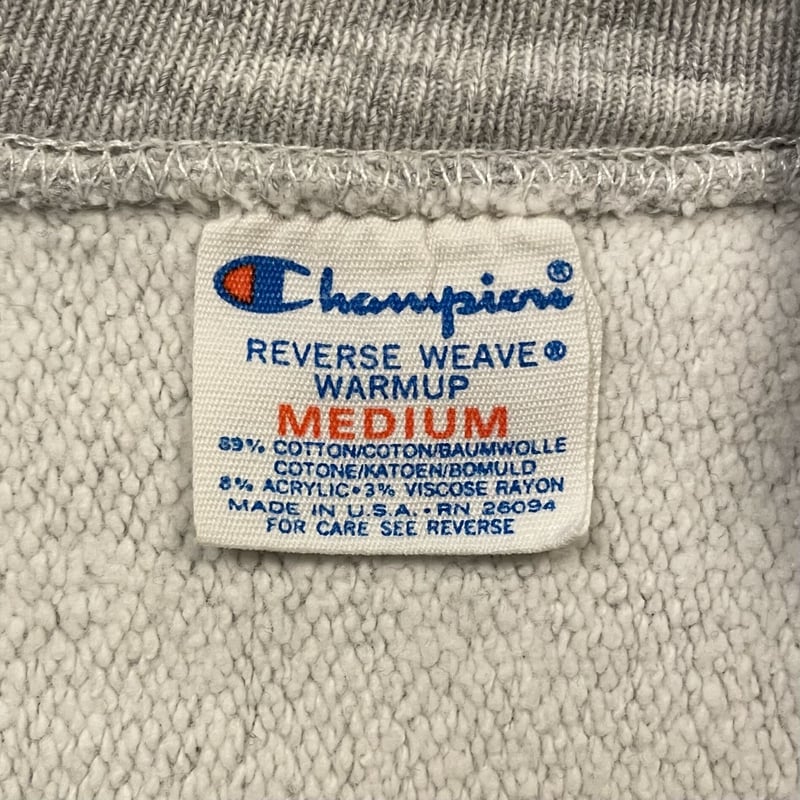 Champion®
REVERSE WEAVE®
WARMUP
MEDIUM
89% COTTON/COTON/BAUMWOLLE
COTONE/KATOEN/BOMULD
8% ACRYLIC•3% VISCOSE RAYON
MADE IN U.S.A.•RN 26094
FOR CARE SEE REVERSE